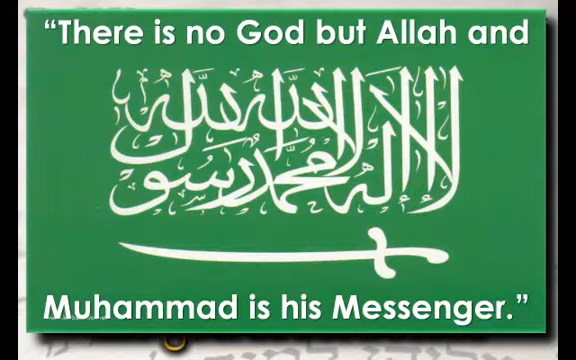 “There is no God but Allah and
لا إله إلا الله محمد رسول الله
Muhammad is his Messenger.”